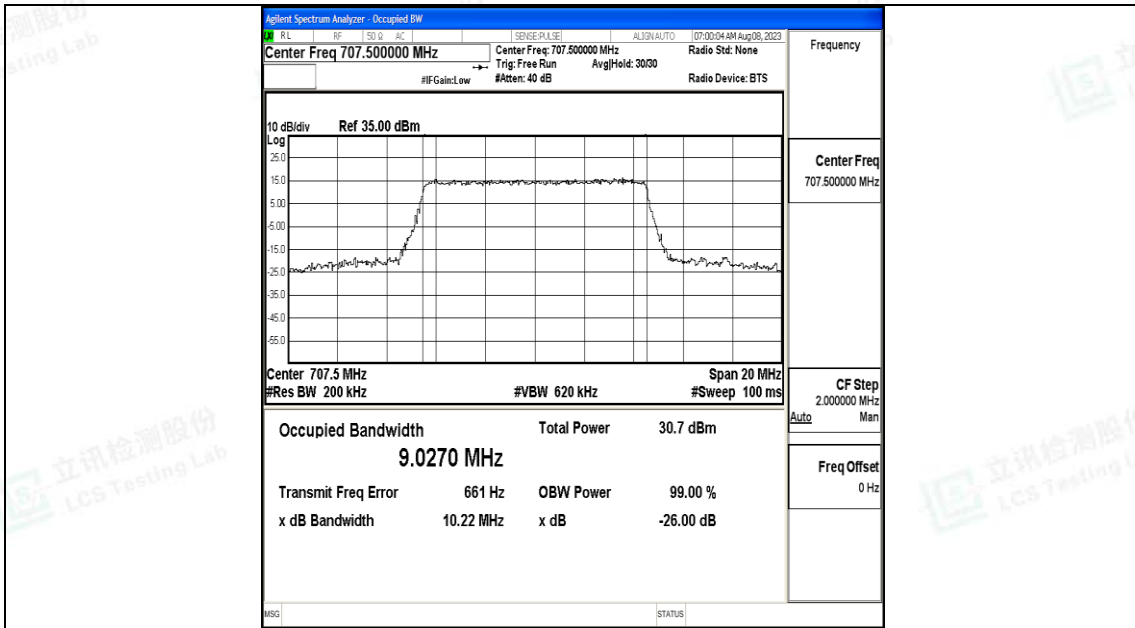 Agilent Spectrum Analyzer - Occupied BW
RL RF 50 Ω AC SENSE:PULSE ALIGN AUTO 07:00:04 AM Aug 08, 2023
Center Freq 707.500000 MHz
Center Freq: 707.500000 MHz
Radio Std: None
Trig: Free Run Avg|Hold: 30/30
#IFGain:Low
#Atten: 40 dB
Radio Device: BTS
Frequency
10 dB/div Ref 35.00 dBm
Log
25.0
15.0
5.00
-5.00
-15.0
-25.0
-35.0
-45.0
-55.0
Center 707.5 MHz
Span 20 MHz
#Res BW 200 kHz
#VBW 620 kHz
#Sweep 100 ms
Center Freq
707.500000 MHz
CF Step
2.000000 MHz
Auto Man
Freq Offset
0 Hz
Occupied Bandwidth
Total Power 30.7 dBm
9.0270 MHz
Transmit Freq Error 661 Hz OBW Power 99.00 %
x dB Bandwidth 10.22 MHz x dB -26.00 dB
MSG
STATUS
立讯检测股份
LCS Testing Lab
立讯检测股份